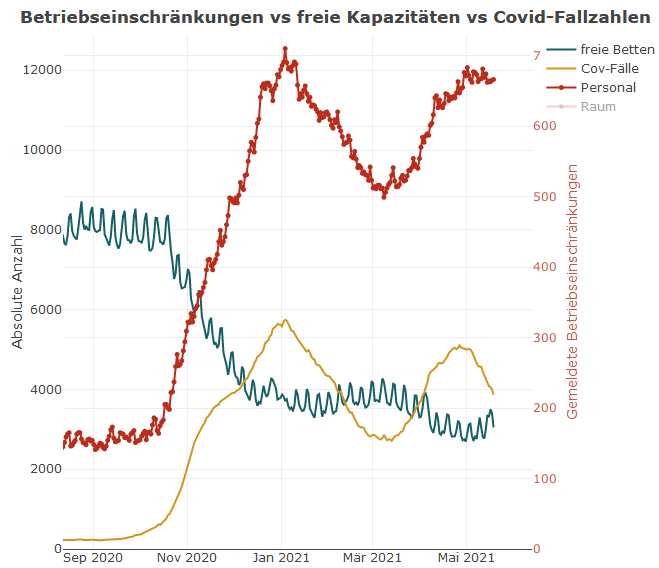 Betriebseinschränkungen vs freie Kapazitäten vs Covid-Fallzahlen
freie Betten
Cov-Fälle
Personal
Raum
Absolute Anzahl
12000
10000
8000
6000
4000
2000
0
7
600
500
400
300
200
100
0
Gemeldete Betriebseinschränkungen
Sep 2020
Nov 2020
Jan 2021
Mär 2021
Mai 2021